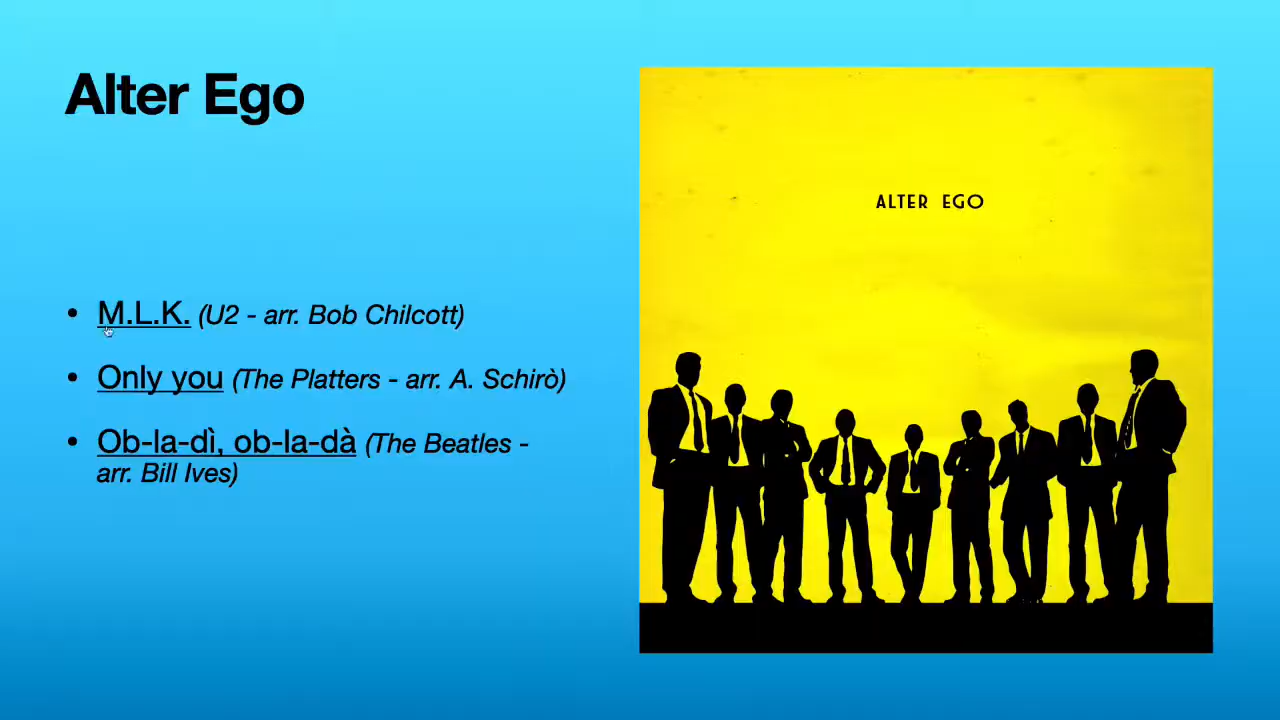 Alter Ego
ALTER EGO
• M.L.K. (U2 - arr. Bob Chilcott)
• Only you (The Platters - arr. A. Schirò)
• Ob-la-dì, ob-la-dà (The Beatles -
arr. Bill Ives)